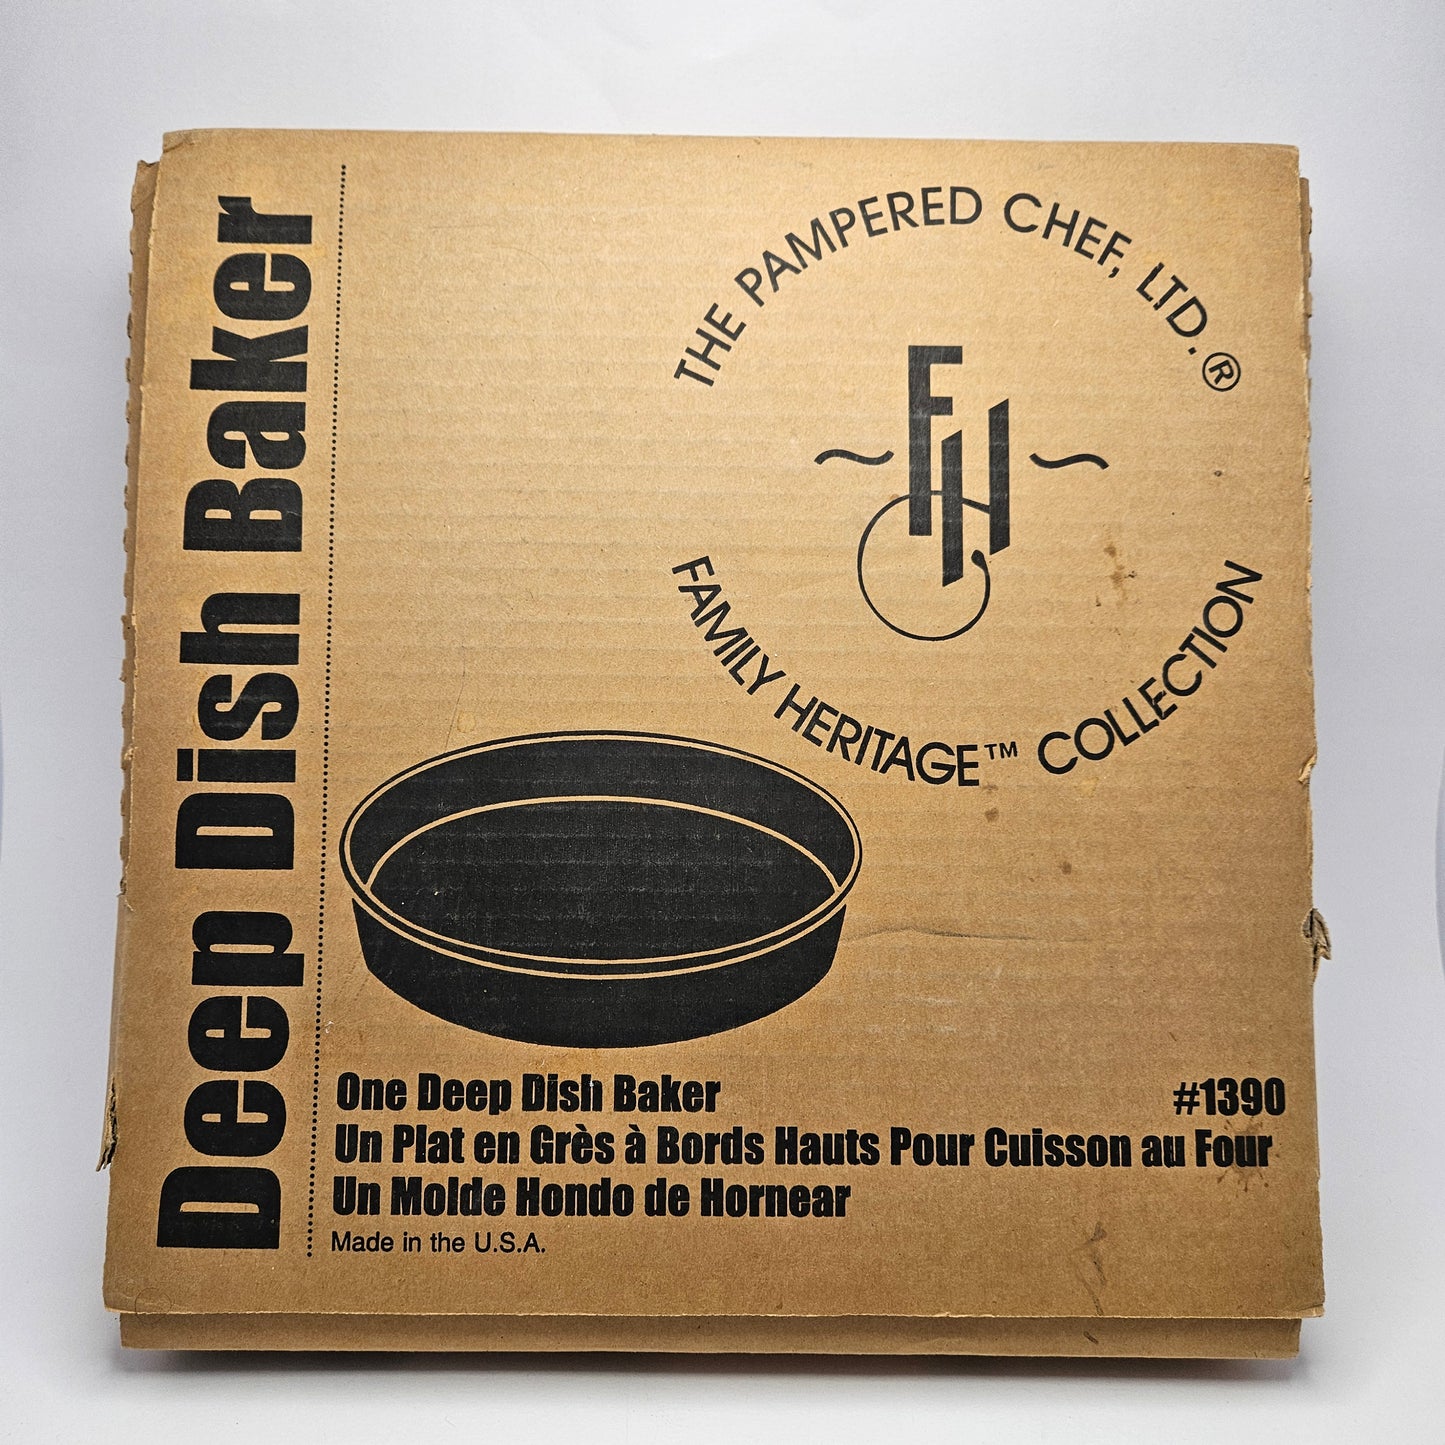 Deep Dish Baker
THE PAMPERED CHEF, LTD.®
FH
FAMILY HERITAGE™ COLLECTION
One Deep Dish Baker #1390
Un Plat en Grès à Bords Hauts Pour Cuisson au Four
Un Molde Hondo de Hornear
Made in the U.S.A.